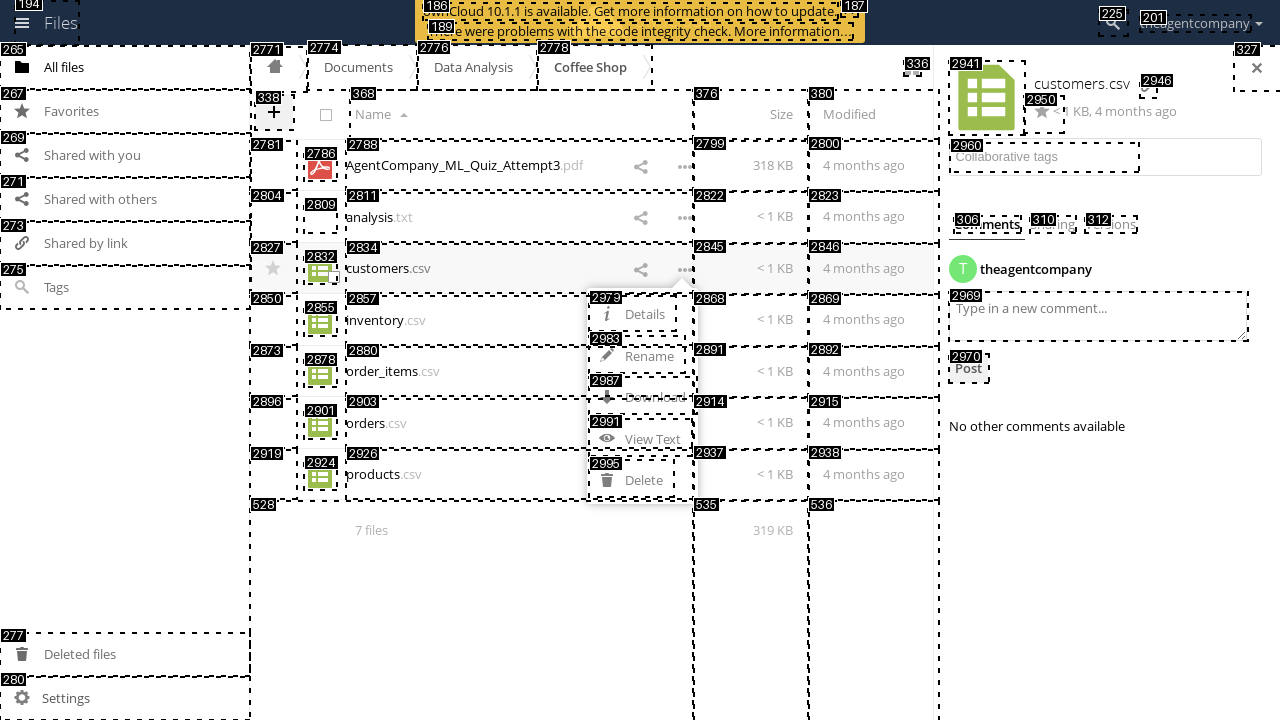 194
186
187
189
225
201
Files
ownCloud 10.1.1 is available. Get more information on how to update.
There were problems with the code integrity check. More information...
theagentcompany
265
All files
267
Favorites
269
Shared with you
271
Shared with others
273
Shared by link
275
Tags
277
Deleted files
280
Settings
2771
2774
Documents
2776
Data Analysis
2778
Coffee Shop
336
327
338
+
368
Name
376
Size
380
Modified
2781
2786
2788
AgentCompany_ML_Quiz_Attempt3.pdf
2799
318 KB
2800
4 months ago
2804
2809
2811
analysis.txt
2822
< 1 KB
2823
4 months ago
2827
2832
2834
customers.csv
2845
< 1 KB
2846
4 months ago
2850
2855
2857
inventory.csv
2868
< 1 KB
2869
4 months ago
2873
2878
2880
order_items.csv
2891
< 1 KB
2892
4 months ago
2896
2901
2903
orders.csv
2914
< 1 KB
2915
4 months ago
2919
2924
2926
products.csv
2937
< 1 KB
2938
4 months ago
528
7 files
535
319 KB
536
2979
Details
2983
Rename
2987
Download
2991
View Text
2995
Delete
2941
customers.csv
2946
2950
< 1 KB, 4 months ago
2960
Collaborative tags
306
Comments
310
Sharing
312
Versions
T
theagentcompany
2969
Type in a new comment...
2970
Post
No other comments available